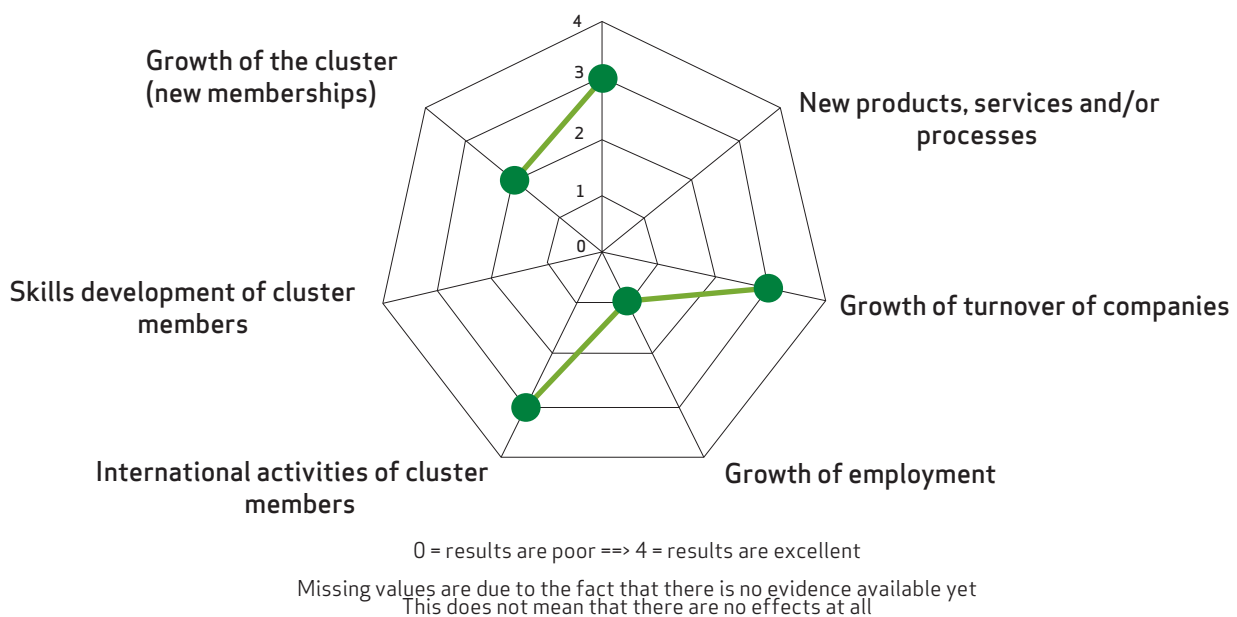 4
Growth of the cluster
(new memberships)
3
New products, services and/or
processes
2
1
0
Skills development of cluster
members
Growth of turnover of companies
International activities of cluster
members
Growth of employment
0 = results are poor ==> 4 = results are excellent
Missing values are due to the fact that there is no evidence available yet
This does not mean that there are no effects at all